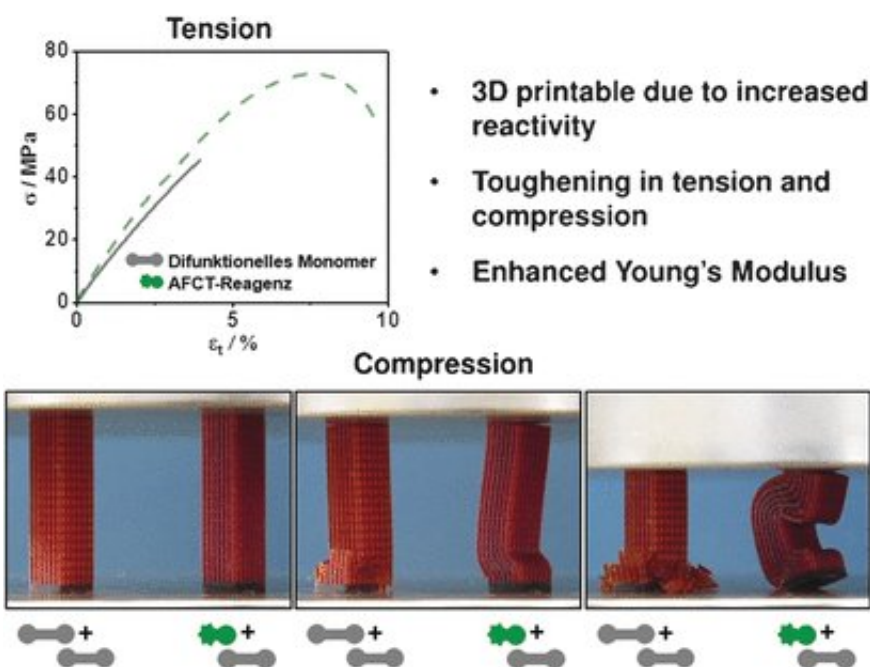 Tension
80
60
40
20
0
σ / MPa
Difunktionelles Monomer
AFCT-Reagenz
0
5
10
εt / %
• 3D printable due to increased
reactivity
• Toughening in tension and
compression
• Enhanced Young's Modulus
Compression
+
+
+
+
+
+